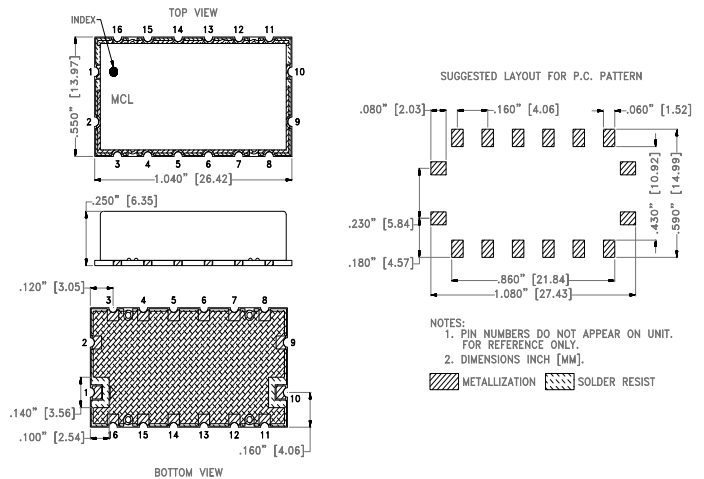 TOP VIEW
INDEX
16 15 14 13 12 11
1
10
MCL
2
9
3 4 5 6 7 8
.550" [13.97]
1.040" [26.42]
.250" [6.35]
.120" [3.05]
3 4 5 6 7 8
2
9
1
10
.140" [3.56]
.100" [2.54]
16 15 14 13 12 11
.160" [4.06]
BOTTOM VIEW
SUGGESTED LAYOUT FOR P.C. PATTERN
.080" [2.03]
.160" [4.06]
.060" [1.52]
.230" [5.84]
.180" [4.57]
.430" [10.92]
.590" [14.99]
.860" [21.84]
1.080" [27.43]
NOTES:
1. PIN NUMBERS DO NOT APPEAR ON UNIT.
FOR REFERENCE ONLY.
2. DIMENSIONS INCH [MM].
METALLIZATION
SOLDER RESIST